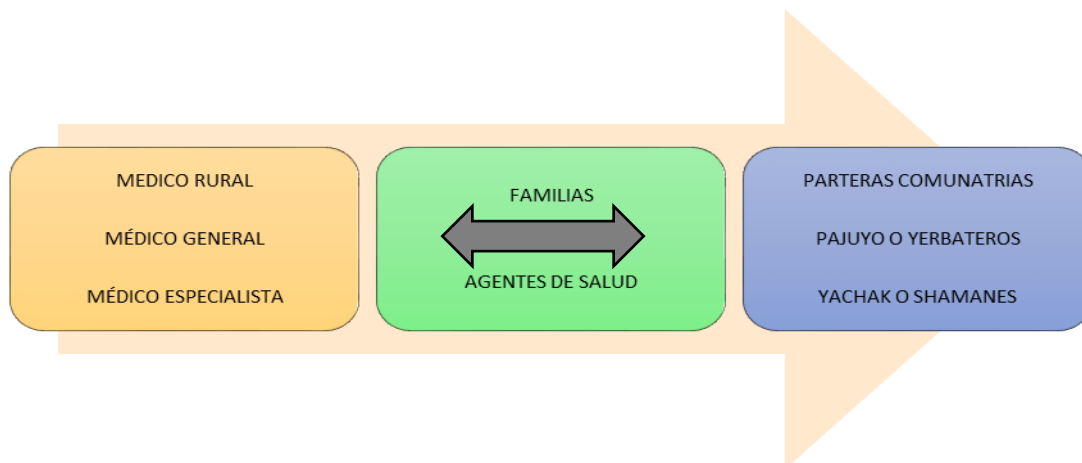 MEDICO RURAL
MÉDICO GENERAL
MÉDICO ESPECIALISTA
FAMILIAS
AGENTES DE SALUD
PARTERAS COMUNATRIAS
PAJUYO O YERBATEROS
YACHAK O SHAMANES